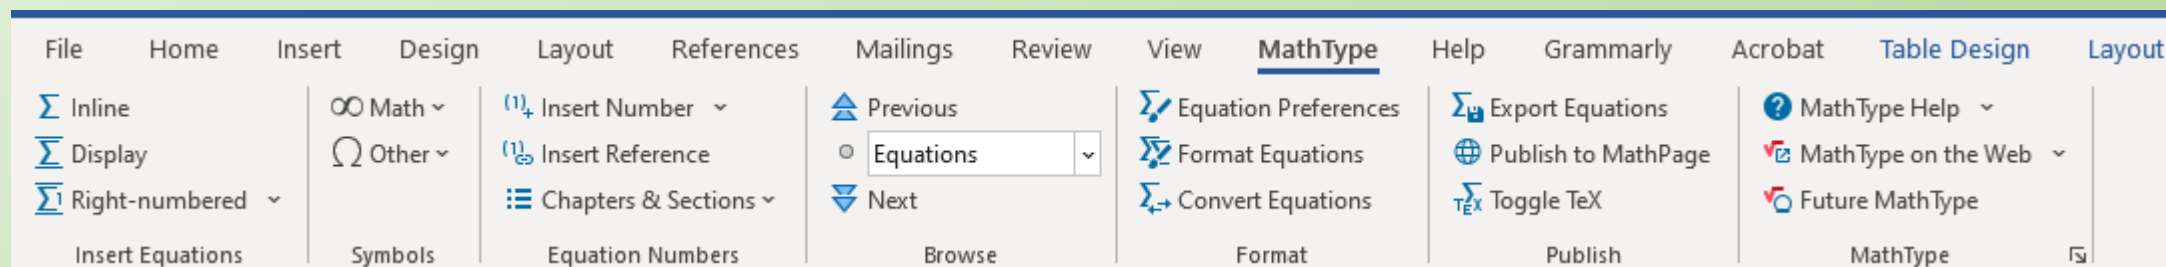 File Home Insert Design Layout References Mailings Review View MathType Help Grammarly Acrobat Table Design Layout
Inline
Display
Right-numbered
Insert Equations
Math
Other
Symbols
(1) Insert Number
(1) Insert Reference
Chapters & Sections
Equation Numbers
Previous
Equations
Next
Browse
Equation Preferences
Format Equations
Convert Equations
Format
Export Equations
Publish to MathPage
TEX Toggle TeX
Publish
MathType Help
MathType on the Web
Future MathType
MathType